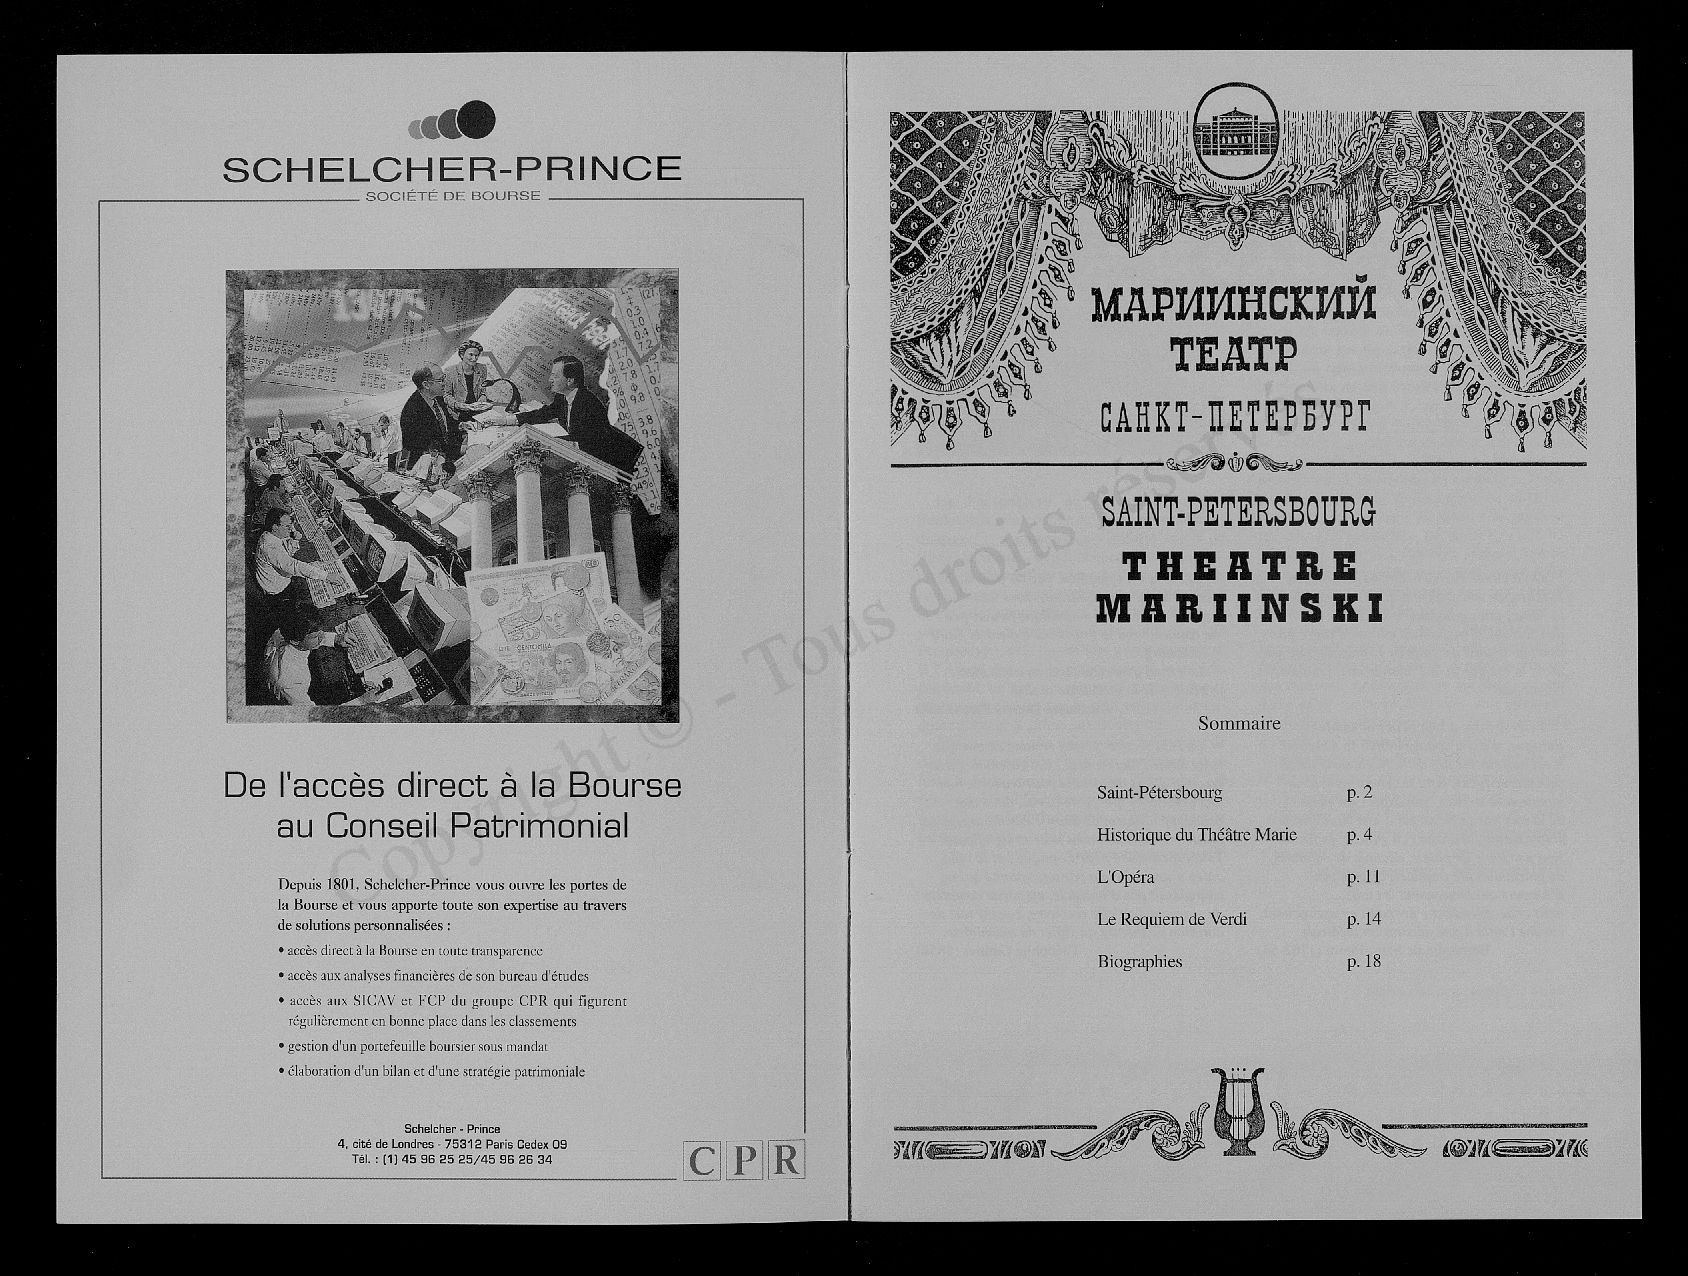 SCHELCHER-PRINCE
SOCIÉTÉ DE BOURSE
De l'accès direct à la Bourse
au Conseil Patrimonial
Depuis 1801, Schelcher-Prince vous ouvre les portes de
la Bourse et vous apporte toute son expertise au travers
de solutions personnalisées :
• accès direct à la Bourse en toute transparence
• accès aux analyses financières de son bureau d'études
• accès aux SICAV et FCP du groupe CPR qui figurent
régulièrement en bonne place dans les classements
• gestion d'un portefeuille boursier sous mandat
• élaboration d'un bilan et d'une stratégie patrimoniale
Schelcher - Prince
4, cité de Londres - 75312 Paris Cedex 09
Tél. : (1) 45 96 25 25/45 96 26 34
CPR
МАРИИНСКИЙ
ТЕАТР
САНКТ-ПЕТЕРБУРГ
SAINT-PETERSBOURG
THEATRE
MARIINSKI
Sommaire
Saint-Pétersbourg p. 2
Historique du Théâtre Marie p. 4
L'Opéra p. 11
Le Requiem de Verdi p. 14
Biographies p. 18
Copyright © - Tous droits réservés